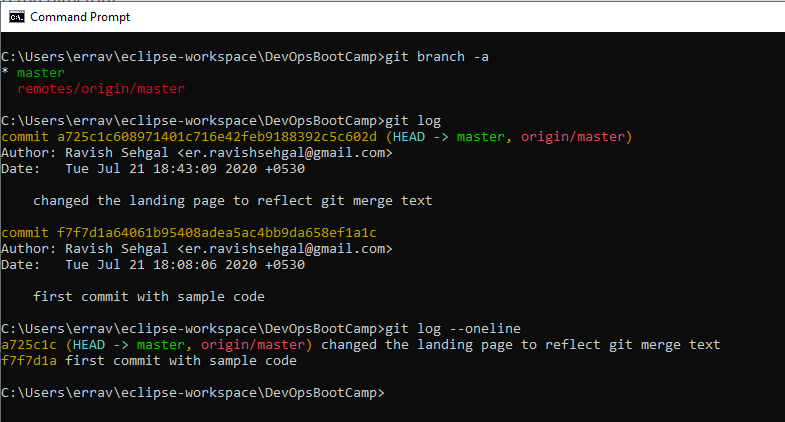 Command Prompt
C:\Users\errav\eclipse-workspace\DevOpsBootCamp>git branch -a
* master
  remotes/origin/master
C:\Users\errav\eclipse-workspace\DevOpsBootCamp>git log
commit a725c1c608971401c716e42feb9188392c5c602d (HEAD -> master, origin/master)
Author: Ravish Sehgal <er.ravishsehgal@gmail.com>
Date:   Tue Jul 21 18:43:09 2020 +0530
    changed the landing page to reflect git merge text
commit f7f7d1a64061b95408adea5ac4bb9da658ef1a1c
Author: Ravish Sehgal <er.ravishsehgal@gmail.com>
Date:   Tue Jul 21 18:08:06 2020 +0530
    first commit with sample code
C:\Users\errav\eclipse-workspace\DevOpsBootCamp>git log --oneline
a725c1c (HEAD -> master, origin/master) changed the landing page to reflect git merge text
f7f7d1a first commit with sample code
C:\Users\errav\eclipse-workspace\DevOpsBootCamp>